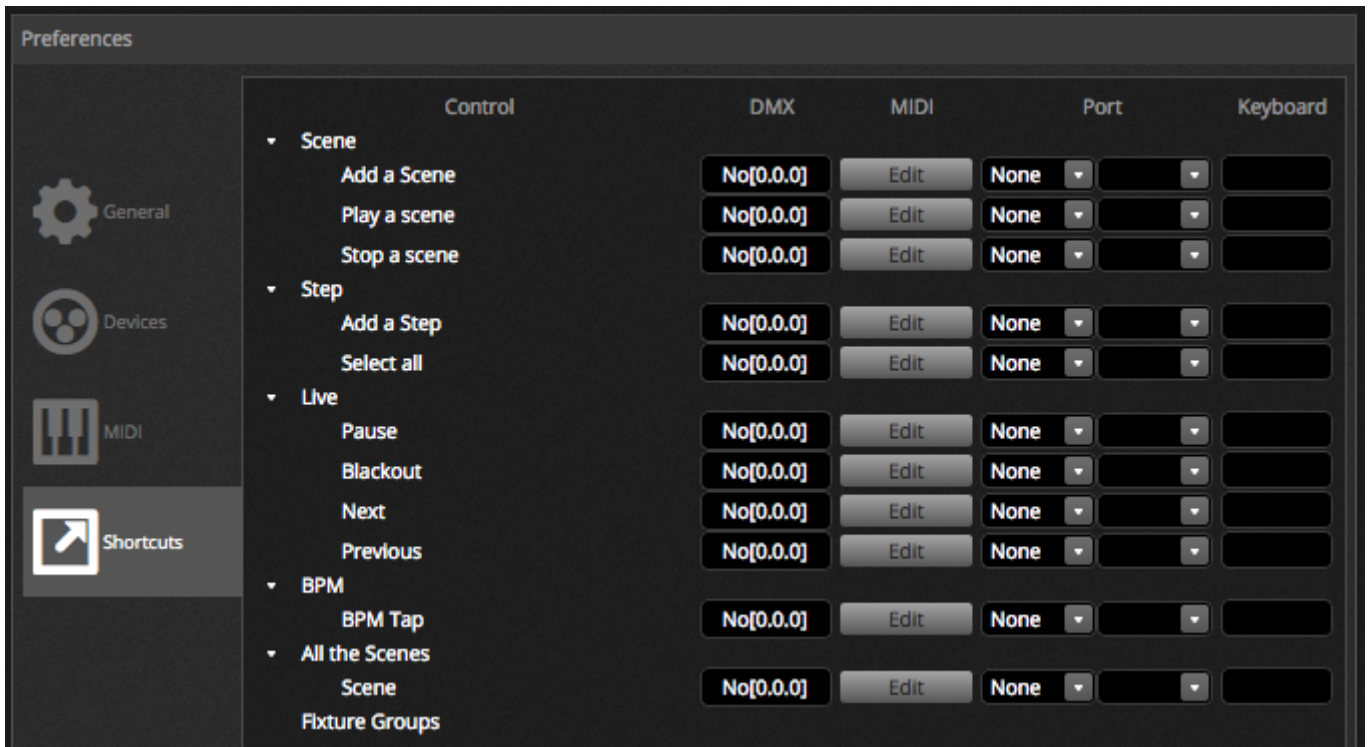 Preferences
Control DMX MIDI Port Keyboard
Scene
Add a Scene No[0.0.0] Edit None
General
Play a scene No[0.0.0] Edit None
Stop a scene No[0.0.0] Edit None
Step
Devices
Add a Step No[0.0.0] Edit None
Select all No[0.0.0] Edit None
Live
MIDI
Pause No[0.0.0] Edit None
Blackout No[0.0.0] Edit None
Next No[0.0.0] Edit None
Shortcuts
Previous No[0.0.0] Edit None
BPM
BPM Tap No[0.0.0] Edit None
All the Scenes
Scene No[0.0.0] Edit None
Fixture Groups